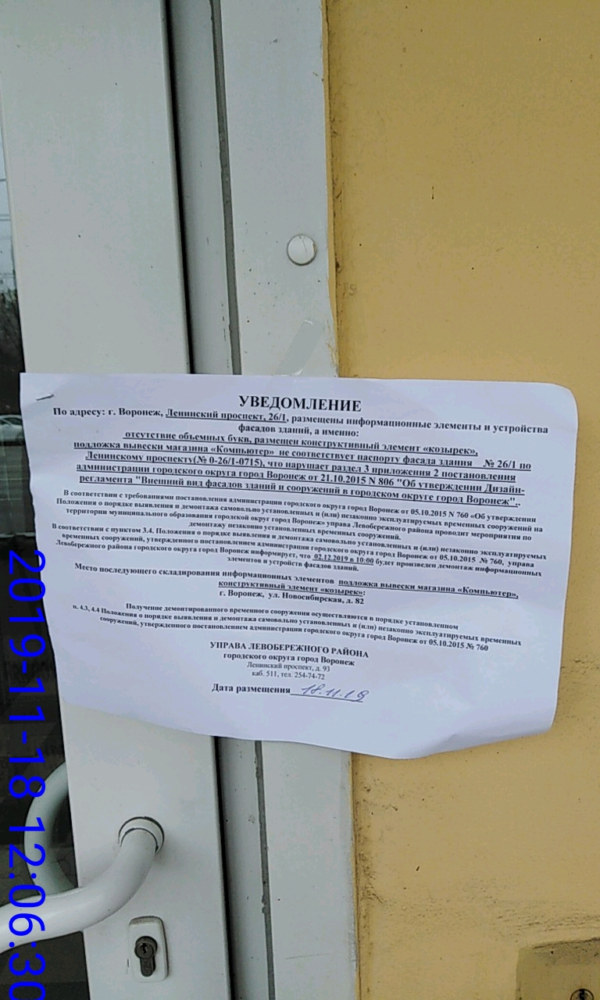 УВЕДОМЛЕНИЕ
По адресу: г. Воронеж, Ленинский проспект, 26/1, размещены информационные элементы и устройства
фасадов зданий, а именно:
отсутствие объемных букв, размещен конструктивный элемент «козырек»,
подложка вывески магазина «Компьютер» не соответствует паспорту фасада здания № 26/1 по
Ленинскому проспекту(№ 0-26/1-0715), что нарушает раздел 3 приложения 2 постановления
администрации городского округа город Воронеж от 21.10.2015 N 806 "Об утверждении Дизайн-
регламента "Внешний вид фасадов зданий и сооружений в городском округе город Воронеж"..
В соответствии с требованиями постановления администрации городского округа город Воронеж от 05.10.2015 N 760 «Об утверждении
Положения о порядке выявления и демонтажа самовольно установленных и (или) незаконно эксплуатируемых временных сооружений на
территории муниципального образования городской округ город Воронеж» управа Левобережного района проводит мероприятия по
демонтажу незаконно установленных временных сооружений.
В соответствии с пунктом 3.4. Положения о порядке выявления и демонтажа самовольно установленных и (или) незаконно эксплуатируемых
временных сооружений, утвержденного постановлением администрации городского округа город Воронеж от 05.10.2015 № 760, управа
Левобережного района городского округа город Воронеж информирует, что 02.12.2019 в 10:00 будет произведен демонтаж информационных
элементов и устройств фасадов зданий.
Место последующего складирования информационных элементов подложка вывески магазина «Компьютер»,
конструктивный элемент «козырек»:
г. Воронеж, ул. Новосибирская, д. 82
Получение демонтированного временного сооружения осуществляются в порядке установленном
п. 4.3, 4.4 Положения о порядке выявления и демонтажа самовольно установленных и (или) незаконно эксплуатируемых временных
сооружений, утвержденного постановлением администрации городского округа город Воронеж от 05.10.2015 № 760
УПРАВА ЛЕВОБЕРЕЖНОГО РАЙОНА
городского округа город Воронеж
Ленинский проспект, д. 93
каб. 511, тел. 254-74-72
Дата размещения 18.11.19
2019-11-18 12:06:30